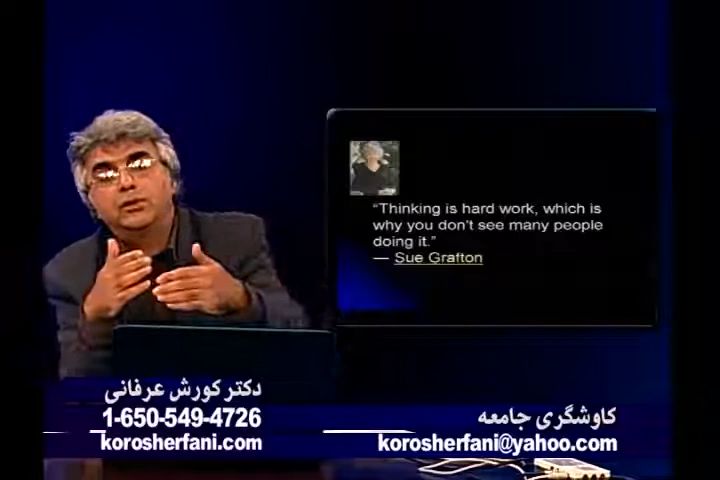 “Thinking is hard work, which is
why you don't see many people
doing it.”
— Sue Grafton
دکتر کورش عرفانی
1-650-549-4726
korosherfani.com
کاوشگری جامعه
korosherfani@yahoo.com